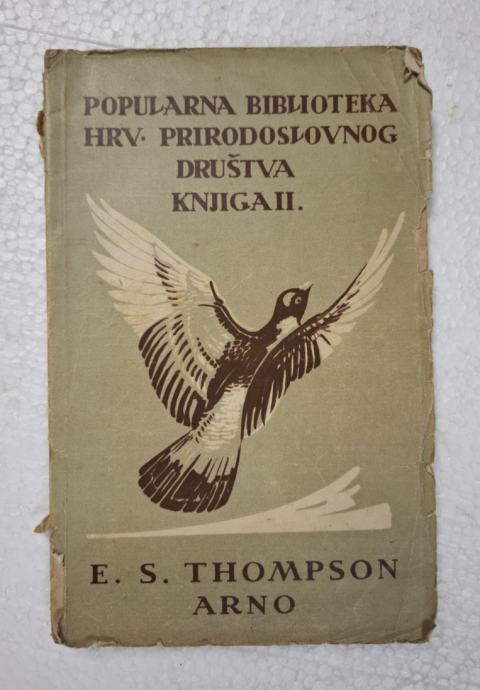 POPULARNA BIBLIOTEKA
HRV. PRIRODOSLOVNOG
DRUŠTVA
KNJIGA II.
E. S. THOMPSON
ARNO